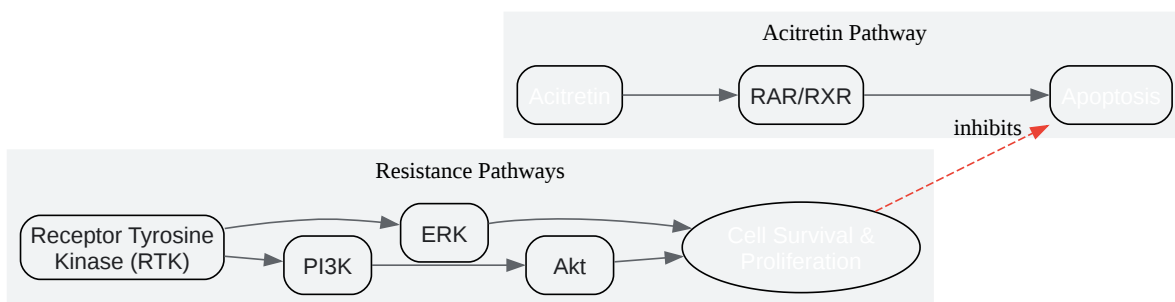 Acitretin Pathway
Acitretin
RAR/RXR
Apoptosis
inhibits
Resistance Pathways
Receptor Tyrosine
Kinase (RTK)
ERK
PI3K
Akt
Cell Survival &
Proliferation